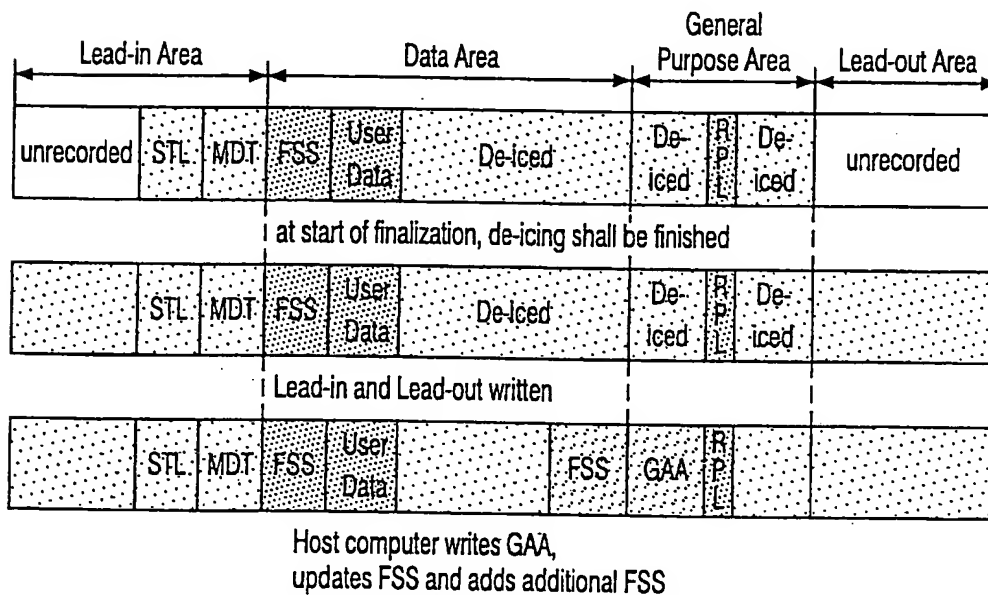 General
Lead-in Area Data Area Purpose Area Lead-out Area
unrecorded STL MDT FSS User Data De-iced De-iced RPL De-iced unrecorded
at start of finalization, de-icing shall be finished
STL MDT FSS User Data De-iced De-iced RPL De-iced
Lead-in and Lead-out written
STL MDT FSS User Data FSS GAA RPL
Host computer writes GAA,
updates FSS and adds additional FSS